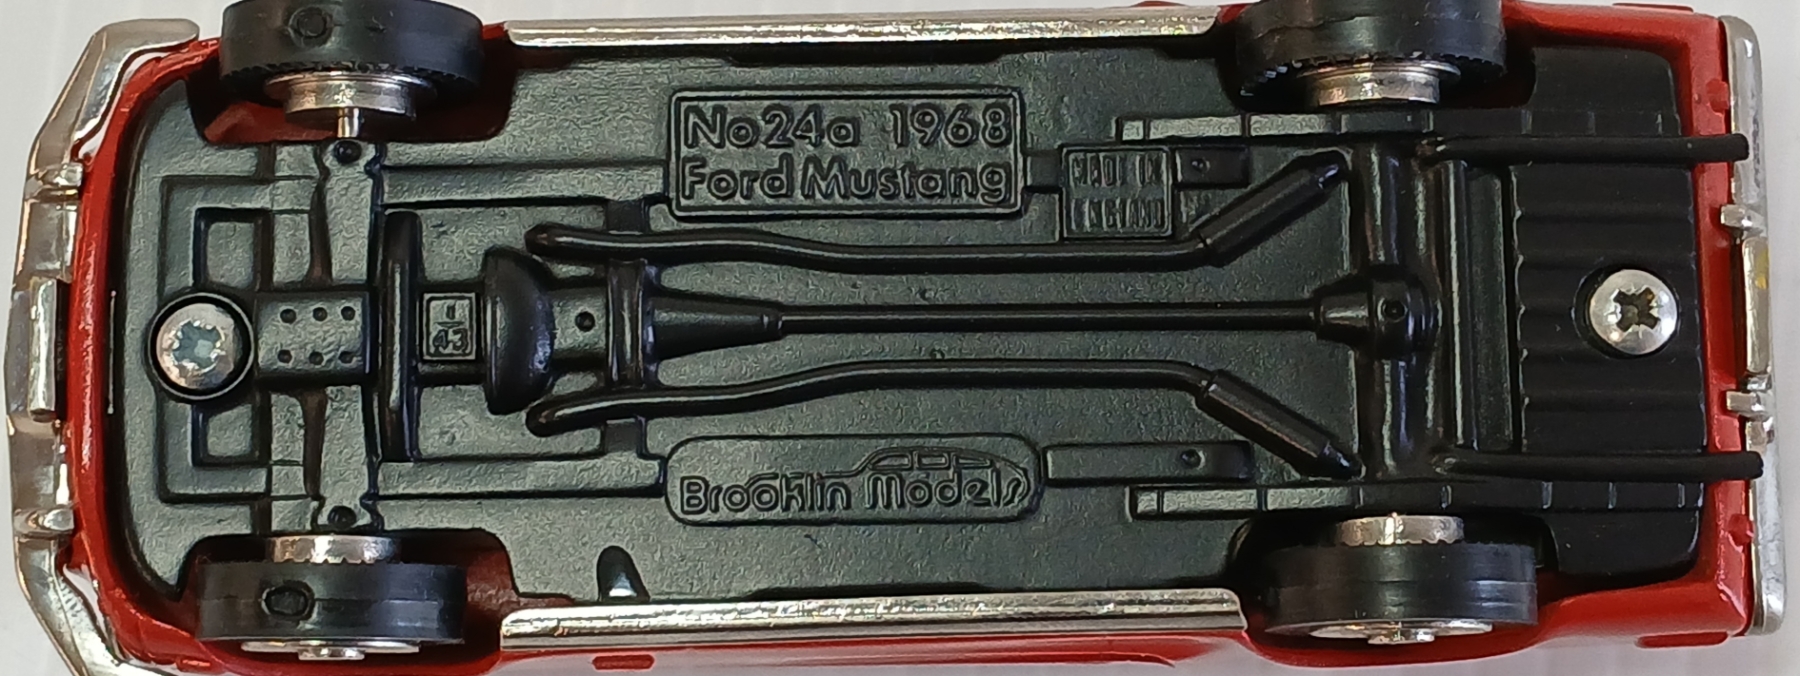 No24a 1968
Ford Mustang
MADE IN
ENGLAND
1
43
Brooklin Models